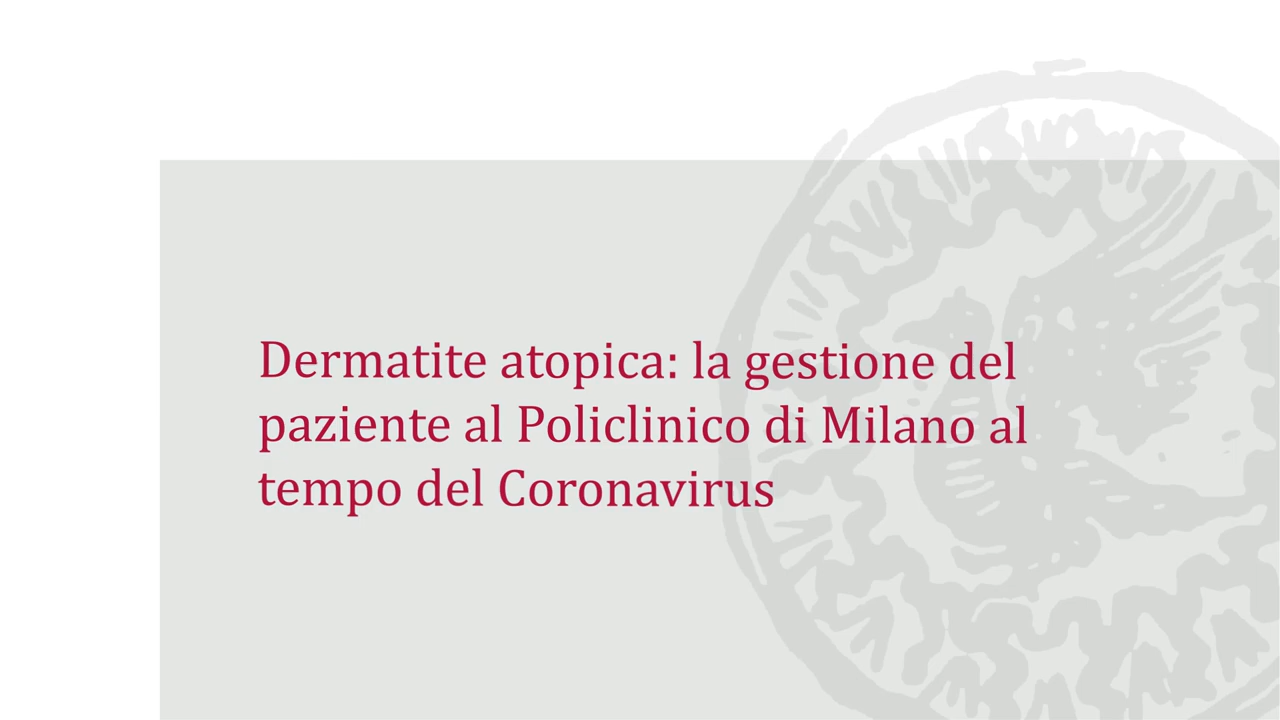 Dermatite atopica: la gestione del
paziente al Policlinico di Milano al
tempo del Coronavirus